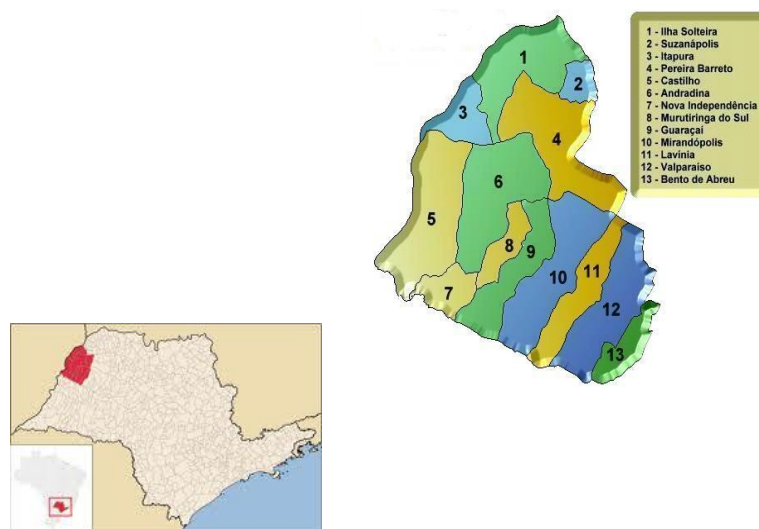 1 - Ilha Solteira
2 - Suzanápolis
3 - Itapura
4 - Pereira Barreto
5 - Castilho
6 - Andradina
7 - Nova Independência
8 - Murutiringa do Sul
9 - Guaraçaí
10 - Mirandópolis
11 - Lavínia
12 - Valparaíso
13 - Bento de Abreu
1
2
3
4
6
5
8
9
7
10
11
12
13